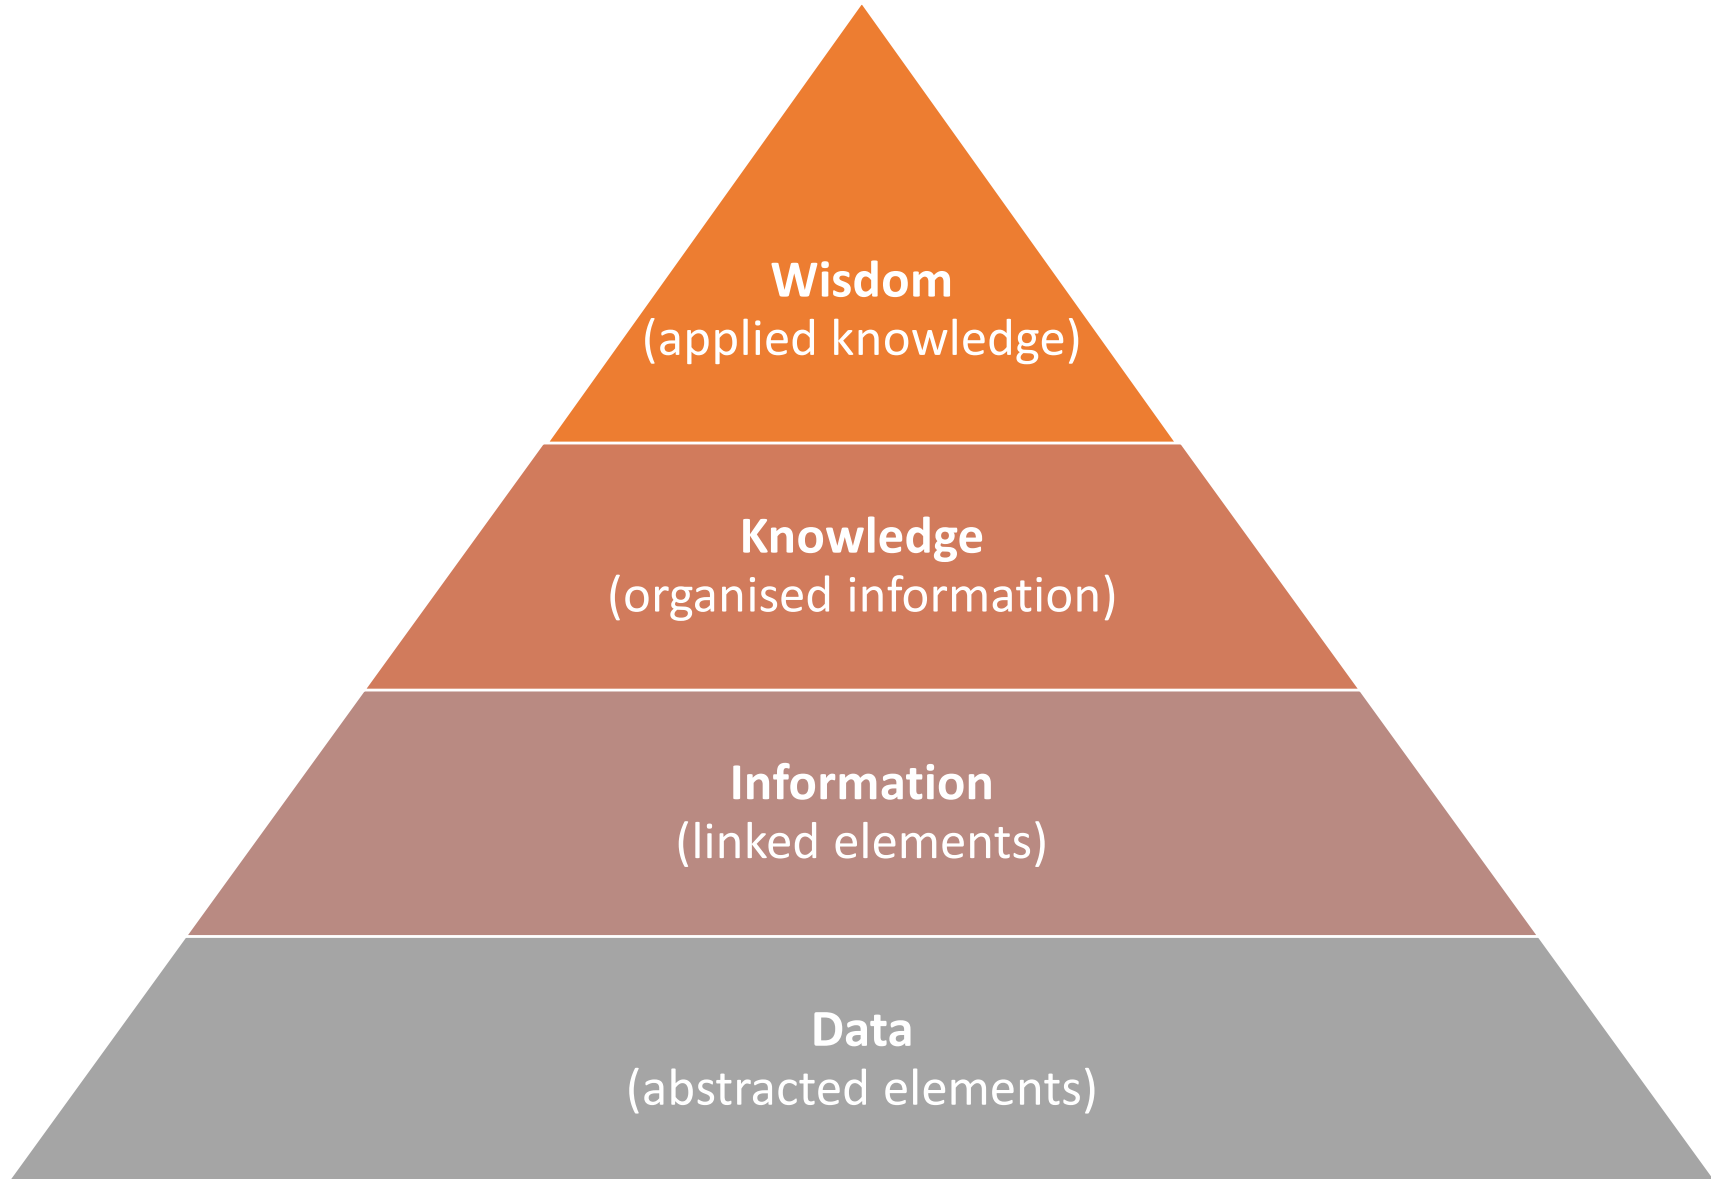 Wisdom
(applied knowledge)
Knowledge
(organised information)
Information
(linked elements)
Data
(abstracted elements)